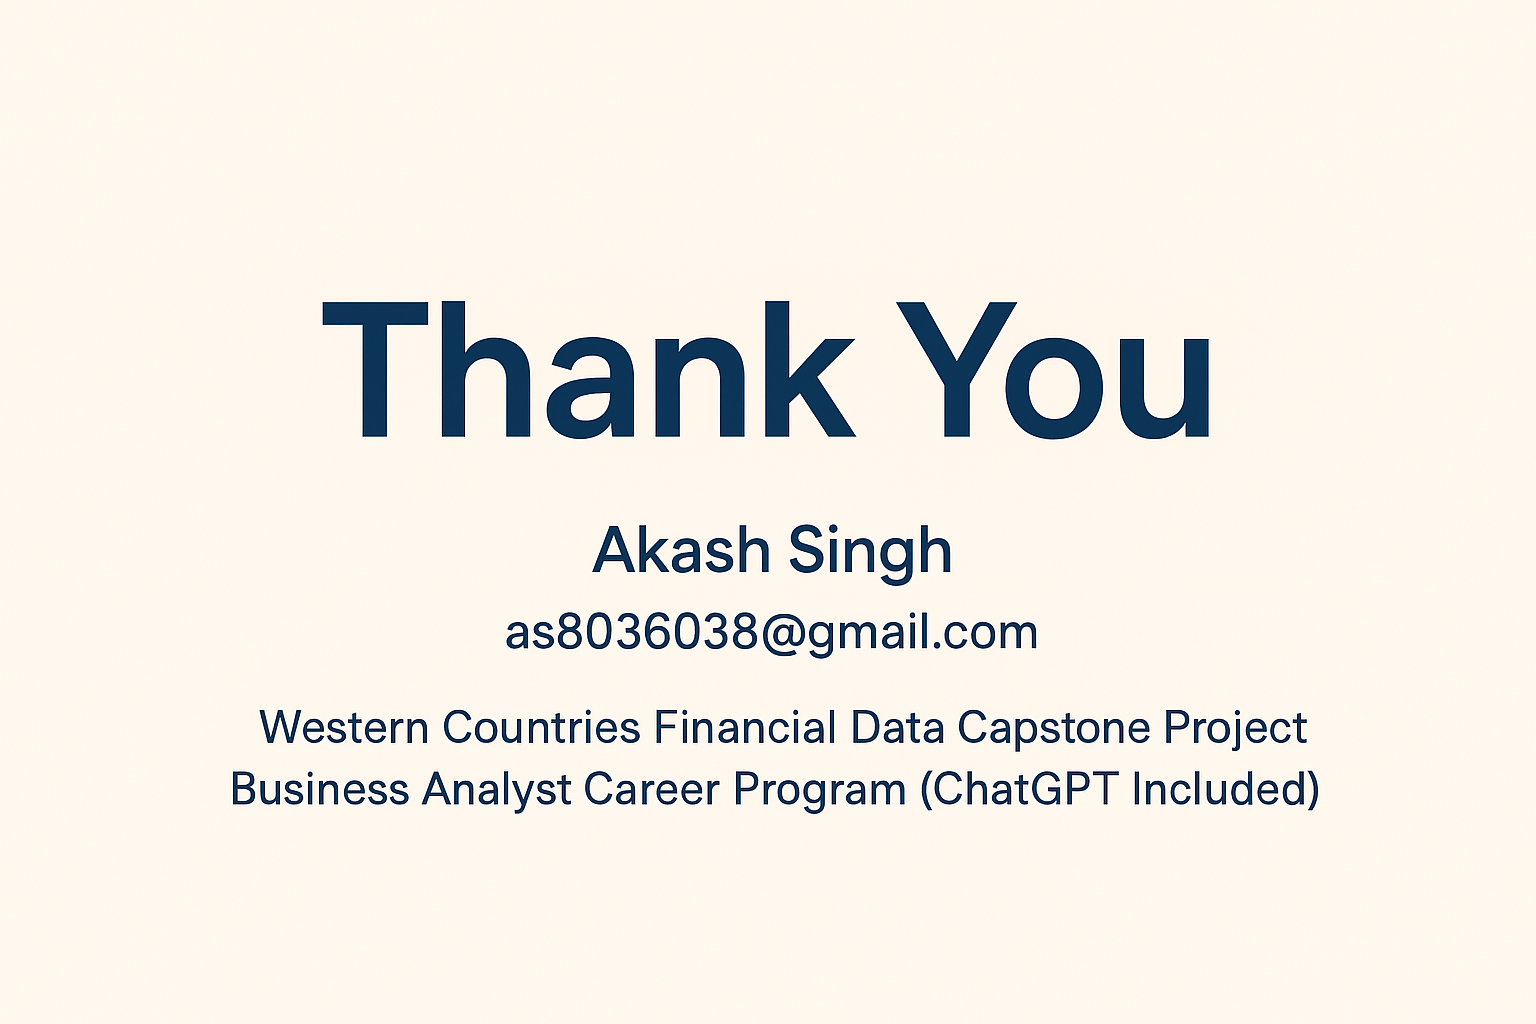 Thank You
Akash Singh
as8036038@gmail.com
Western Countries Financial Data Capstone Project
Business Analyst Career Program (ChatGPT Included)